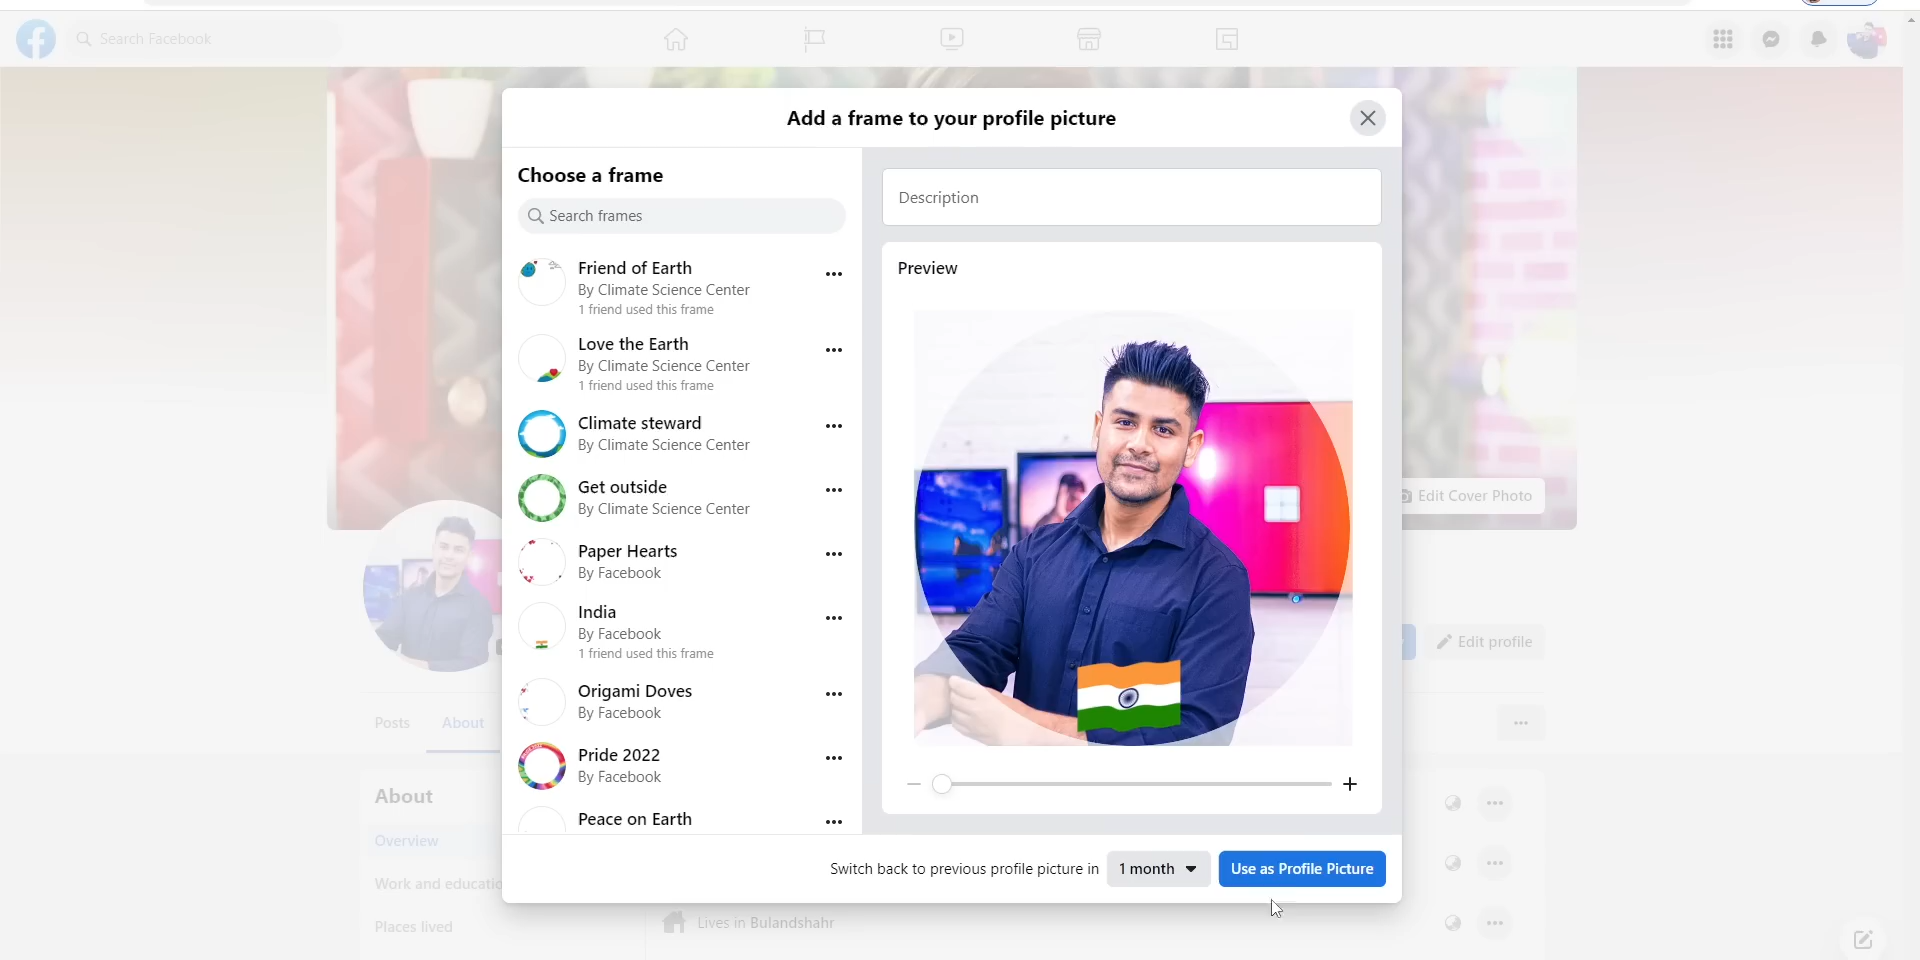 Search Facebook
Add a frame to your profile picture
Choose a frame
Search frames
Friend of Earth
By Climate Science Center
1 friend used this frame
Love the Earth
By Climate Science Center
1 friend used this frame
Climate steward
By Climate Science Center
Get outside
By Climate Science Center
Paper Hearts
By Facebook
India
By Facebook
1 friend used this frame
Origami Doves
By Facebook
Pride 2022
By Facebook
Peace on Earth
Description
Preview
Switch back to previous profile picture in
1 month
Use as Profile Picture
Edit Cover Photo
Edit profile
Posts
About
About
Overview
Work and educatio
Places lived
Lives in Bulandshahr